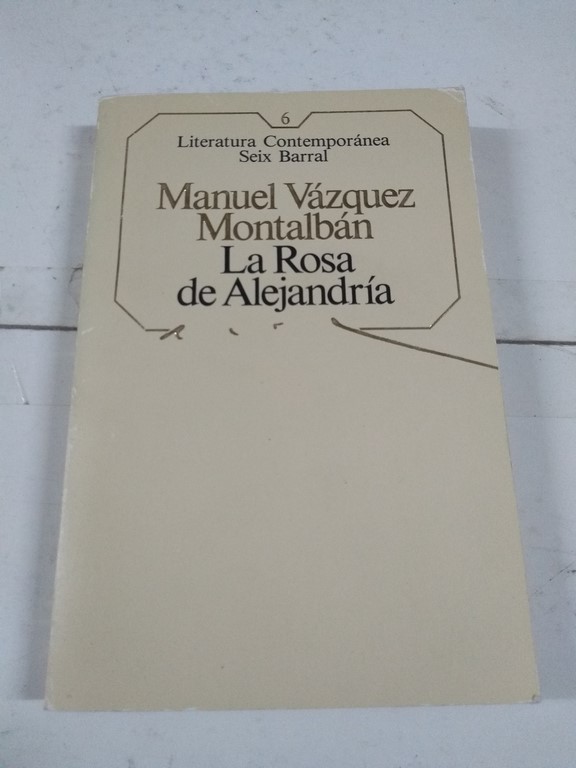 6
Literatura Contemporánea
Seix Barral
Manuel Vázquez
Montalbán
La Rosa
de Alejandría